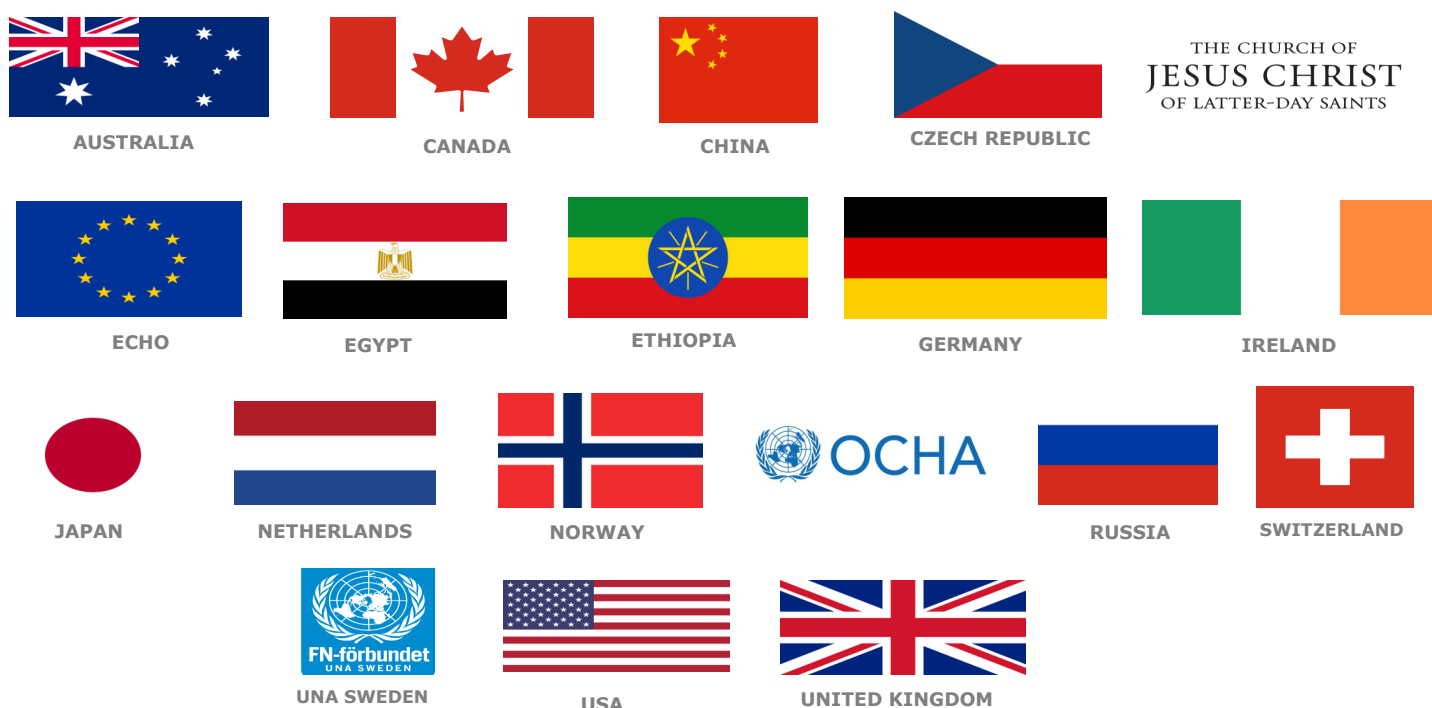 THE CHURCH OF
JESUS CHRIST
OF LATTER-DAY SAINTS
AUSTRALIA
CANADA
CHINA
CZECH REPUBLIC
ECHO
EGYPT
ETHIOPIA
GERMANY
IRELAND
OCHA
JAPAN
NETHERLANDS
NORWAY
RUSSIA
SWITZERLAND
FN-förbundet
UNA SWEDEN
UNA SWEDEN
USA
UNITED KINGDOM